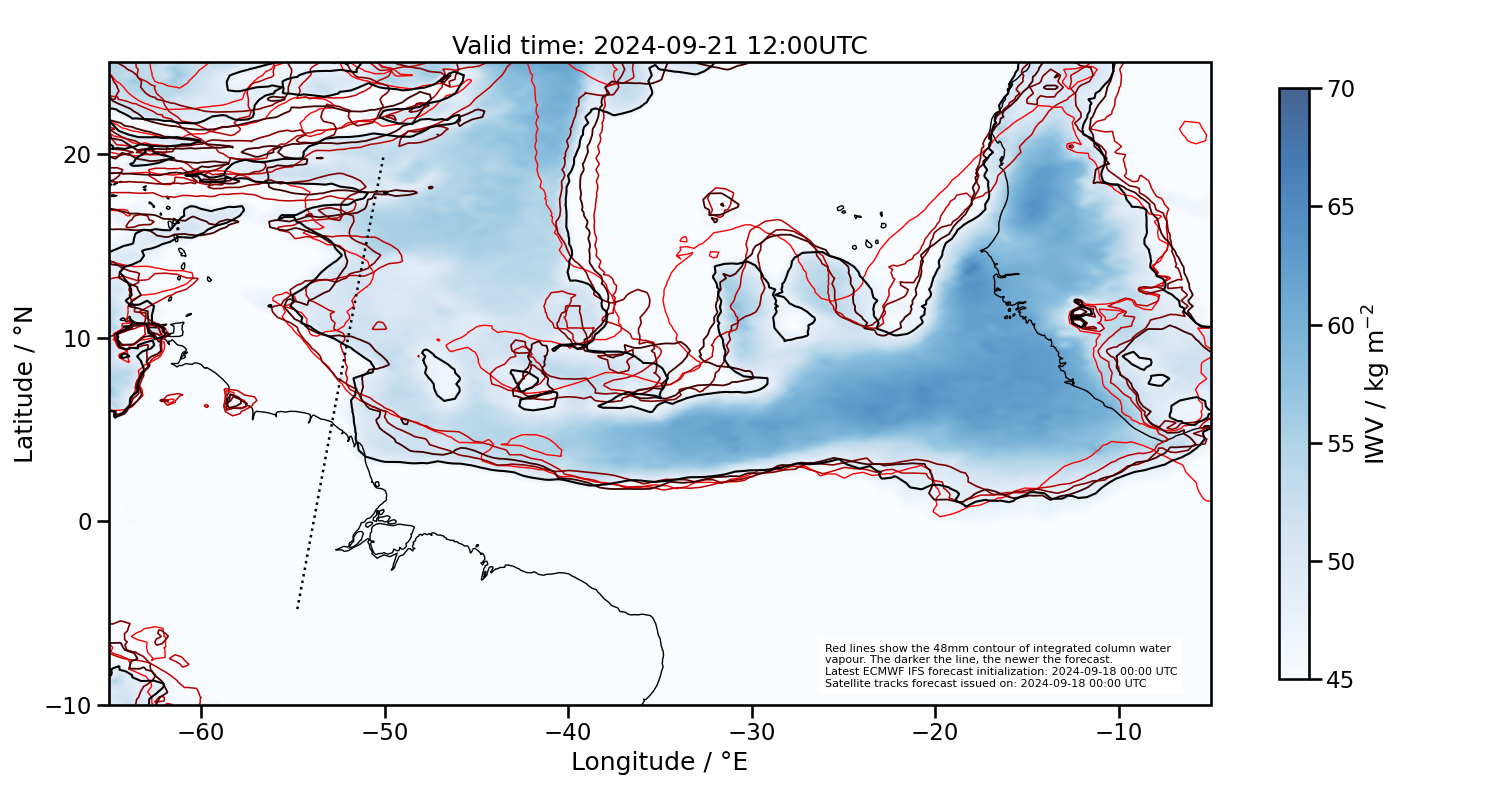 Valid time: 2024-09-21 12:00UTC
Latitude / °N
20
10
0
−10
−60
−50
−40
−30
−20
−10
Longitude / °E
Red lines show the 48mm contour of integrated column water
vapour. The darker the line, the newer the forecast.
Latest ECMWF IFS forecast initialization: 2024-09-18 00:00 UTC
Satellite tracks forecast issued on: 2024-09-18 00:00 UTC
70
65
60
55
50
45
IWV / kg m⁻²